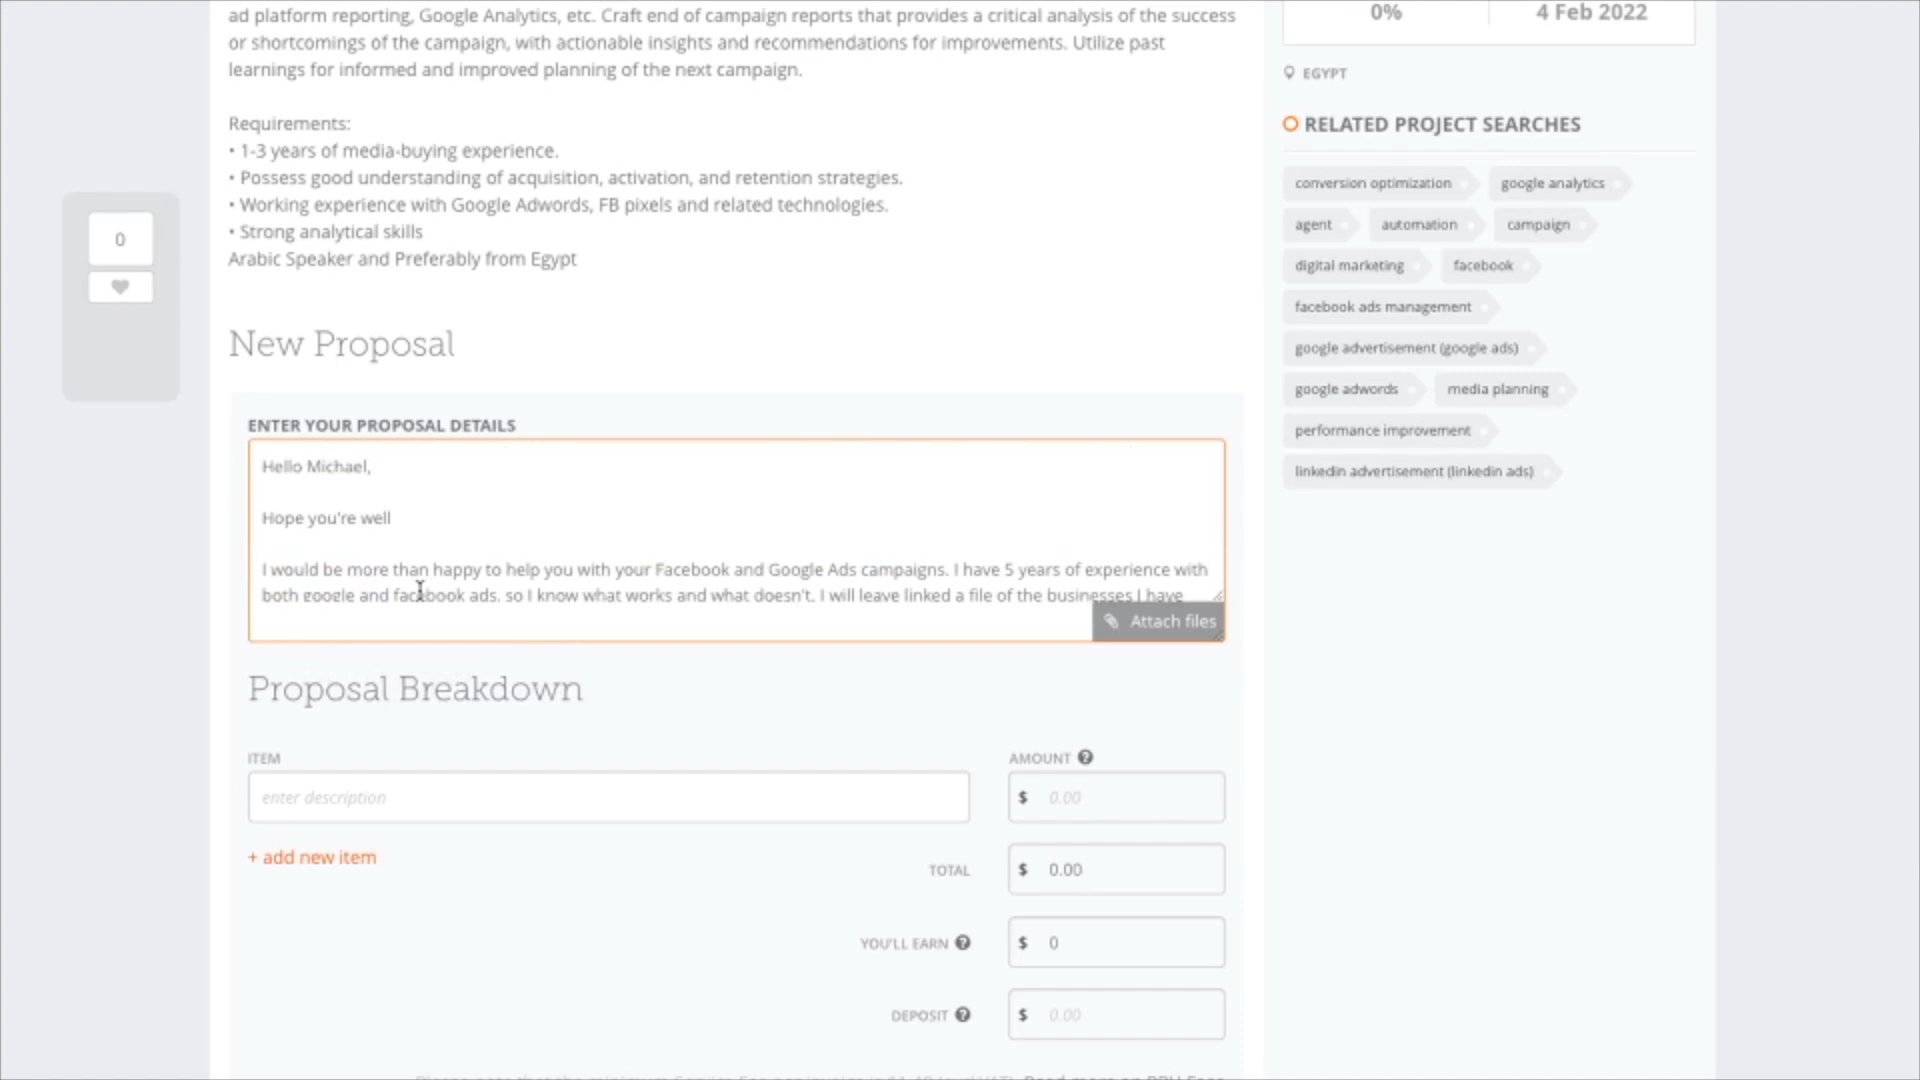 ad platform reporting, Google Analytics, etc. Craft end of campaign reports that provides a critical analysis of the success
or shortcomings of the campaign, with actionable insights and recommendations for improvements. Utilize past
learnings for informed and improved planning of the next campaign.
Requirements:
• 1-3 years of media-buying experience.
• Possess good understanding of acquisition, activation, and retention strategies.
• Working experience with Google Adwords, FB pixels and related technologies.
• Strong analytical skills
Arabic Speaker and Preferably from Egypt
0
New Proposal
ENTER YOUR PROPOSAL DETAILS
Hello Michael,
Hope you're well
I would be more than happy to help you with your Facebook and Google Ads campaigns. I have 5 years of experience with
both google and facebook ads. so I know what works and what doesn't. I will leave linked a file of the businesses I have
Attach files
Proposal Breakdown
ITEM
AMOUNT ?
enter description
$ 0.00
+ add new item
TOTAL
$ 0.00
YOU'LL EARN ?
$ 0
DEPOSIT ?
$ 0.00
0%
4 Feb 2022
EGYPT
RELATED PROJECT SEARCHES
conversion optimization
google analytics
agent
automation
campaign
digital marketing
facebook
facebook ads management
google advertisement (google ads)
google adwords
media planning
performance improvement
linkedin advertisement (linkedin ads)